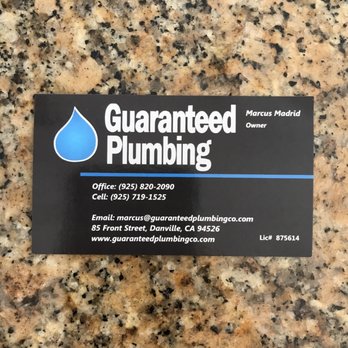 Guaranteed
Plumbing
Marcus Madrid
Owner
Office: (925) 820-2090
Cell: (925) 719-1525
Email: marcus@guaranteedplumbingco.com
85 Front Street, Danville, CA 94526
www.guaranteedplumbingco.com
Lic# 875614